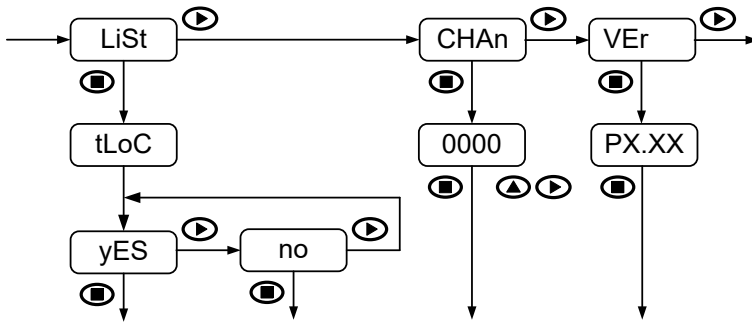 LiSt CHAn VEr
tLoC 0000 PX.XX
yES no